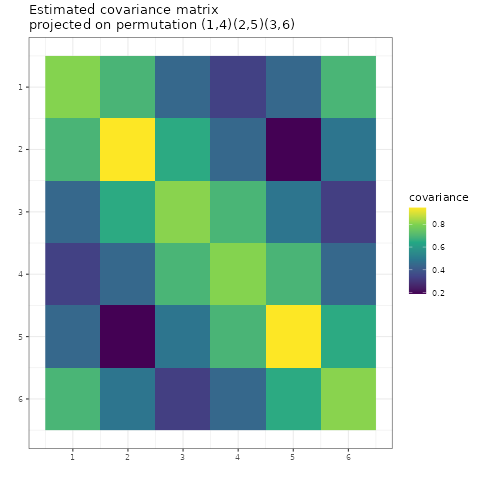 Estimated covariance matrix
projected on permutation (1,4)(2,5)(3,6)
1
2
3
4
5
6
1 2 3 4 5 6
covariance
0.8
0.6
0.4
0.2